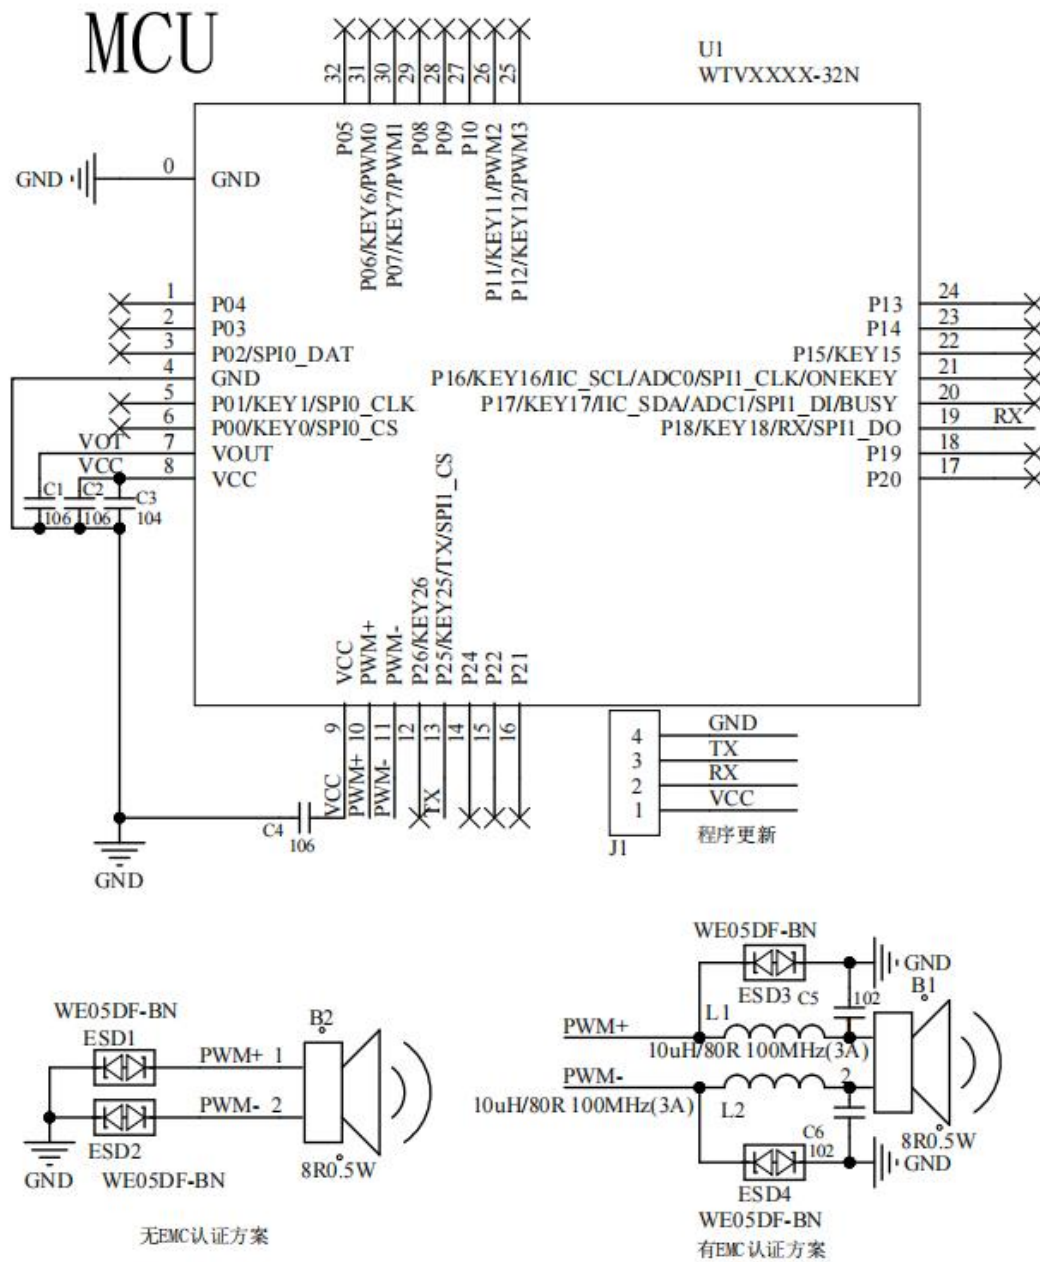 MCU
U1
WTVXXXX-32N
32
31
30
29
28
27
26
25
P05
P06/KEY6/PWM0
P07/KEY7/PWM1
P08
P09
P10
P11/KEY11/PWM2
P12/KEY12/PWM3
GND
0
GND
1
P04
2
P03
3
P02/SPI0_DAT
4
GND
5
P01/KEY1/SPI0_CLK
6
P00/KEY0/SPI0_CS
VOT
7
VOUT
VCC
8
VCC
P13
24
P14
23
P15/KEY15
22
P16/KEY16/IIC_SCL/ADC0/SPI1_CLK/ONEKEY
21
P17/KEY17/IIC_SDA/ADC1/SPI1_DI/BUSY
20
P18/KEY18/RX/SPI1_DO
19
RX
P19
18
P20
17
C1
106
C2
106
C3
104
VCC
PWM+
PWM-
P26/KEY26
P25/KEY25/TX/SPI1_CS
P24
P22
P21
9
10
11
12
13
14
15
16
VCC
PWM+
PWM-
TX
C4
106
GND
4
GND
3
TX
2
RX
1
VCC
J1
程序更新
WE05DF-BN
ESD1
PWM+
1
B2
PWM-
2
ESD2
GND
WE05DF-BN
8R0.5W
无EMC认证方案
WE05DF-BN
GND
ESD3
C5
102
B1
L1
PWM+
10uH/80R 100MHz(3A)
PWM-
2
10uH/80R 100MHz(3A)
L2
C6
102
8R0.5W
GND
ESD4
WE05DF-BN
有EMC认证方案